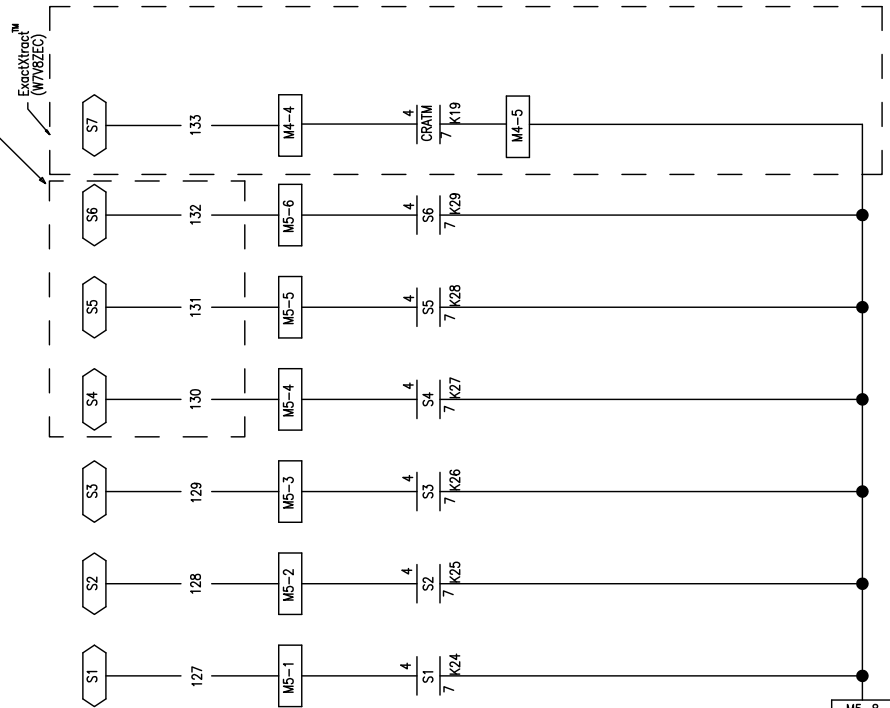 ExactXtract™
(W7V8ZEC)
S7
133
M4-4
4
CRATM
7
K19
M4-5
S6
132
M5-6
4
S6
7
K29
S5
131
M5-5
4
S5
7
K28
S4
130
M5-4
4
S4
7
K27
S3
129
M5-3
4
S3
7
K26
S2
128
M5-2
4
S2
7
K25
S1
127
M5-1
4
S1
7
K24
M5-8